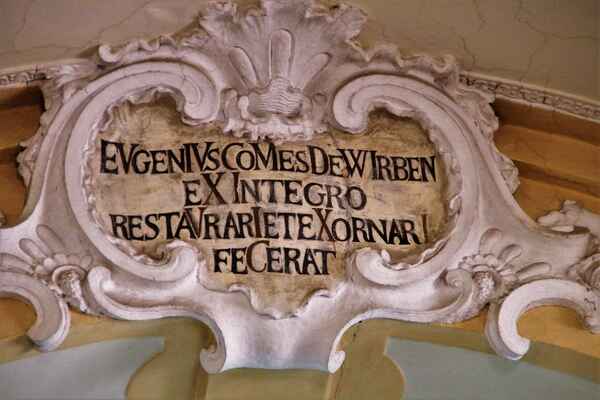 EVGENIVS COMES DE WIRBEN
EX INTEGRO
RESTAVRARI ET EXORNARI
FECERAT